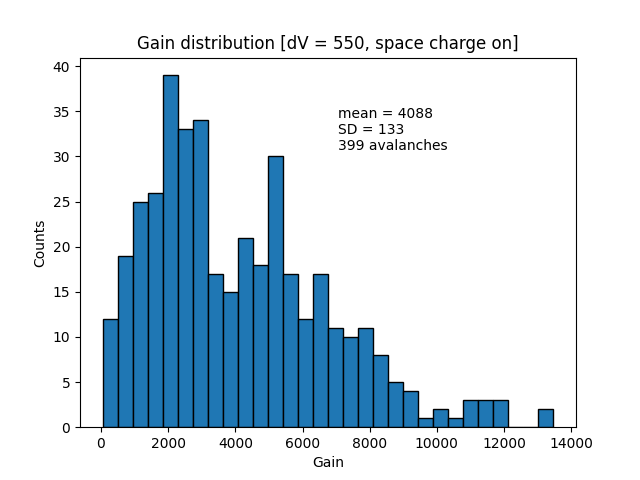 Gain distribution [dV = 550, space charge on]
40
35
30
25
20
15
10
5
0
Counts
mean = 4088
SD = 133
399 avalanches
0 2000 4000 6000 8000 10000 12000 14000
Gain